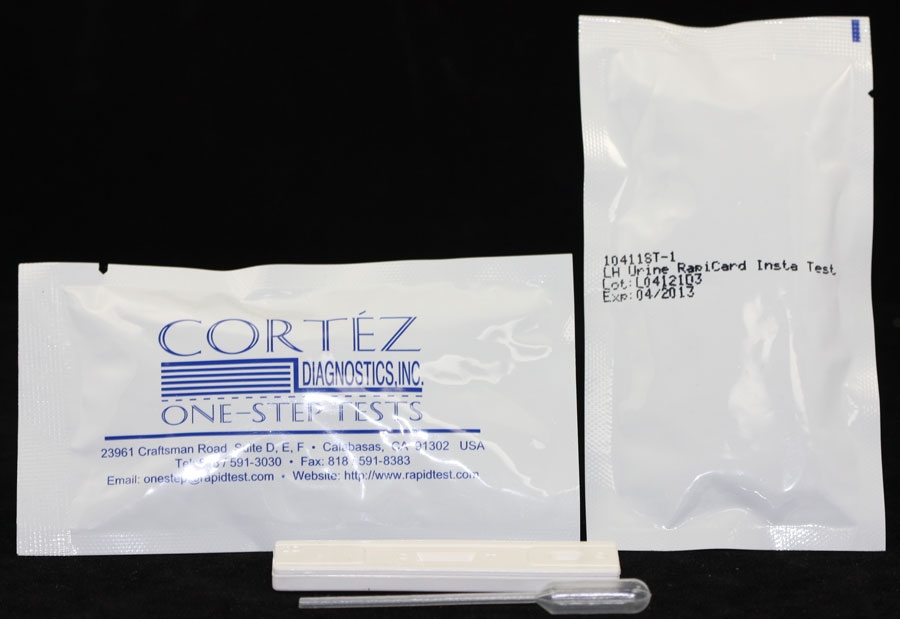 CORTÉZ
DIAGNOSTICS,INC.
ONE-STEP TESTS
23961 Craftsman Road, Suite D, E, F • Calabasas, CA 91302 USA
591-3030 • Fax: 818 / 591-8383
Email: onestep@rapidtest.com • Website: http://www.rapidtest.com
104118T-1
LH Urine RapiCard Insta Test
Lot:L0412103
Exp:04/2013